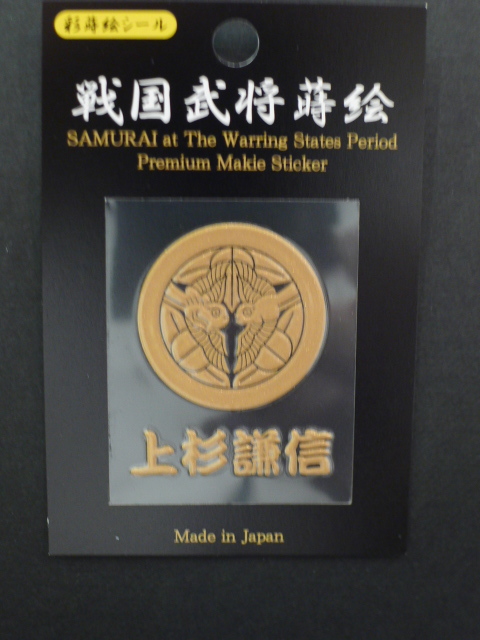 彩蒔絵シール
戦国武将蒔絵
SAMURAI at The Warring States Period
Premium Makie Sticker
上杉謙信
Made in Japan